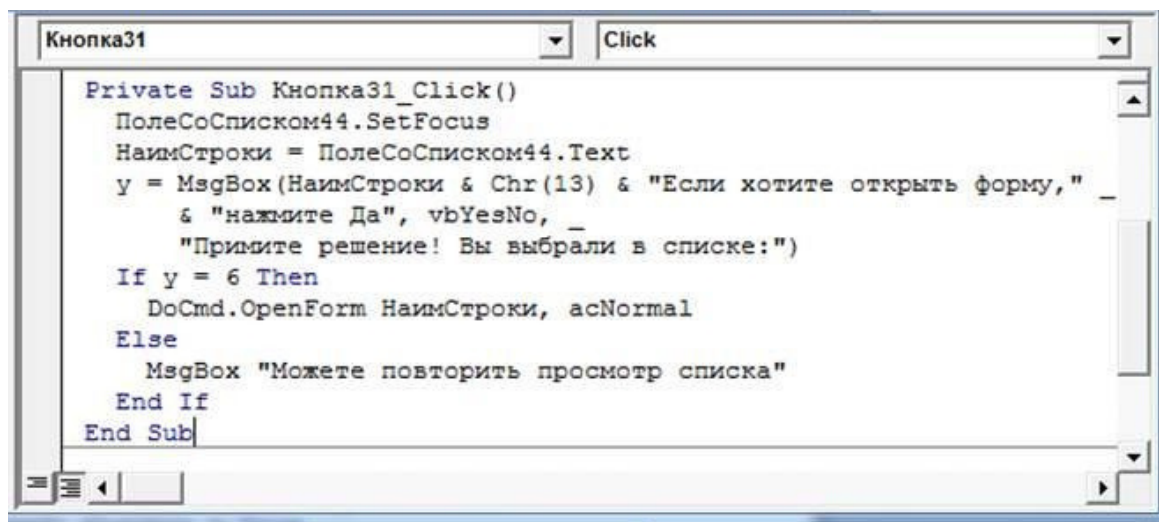 Кнопка31 Click
Private Sub Кнопка31_Click()
ПолеСоСписком44.SetFocus
НаимСтроки = ПолеСоСписком44.Text
y = MsgBox(НаимСтроки & Chr(13) & "Если хотите открыть форму," _
& "нажмите Да", vbYesNo, _
"Примите решение! Вы выбрали в списке:")
If y = 6 Then
DoCmd.OpenForm НаимСтроки, acNormal
Else
MsgBox "Можете повторить просмотр списка"
End If
End Sub